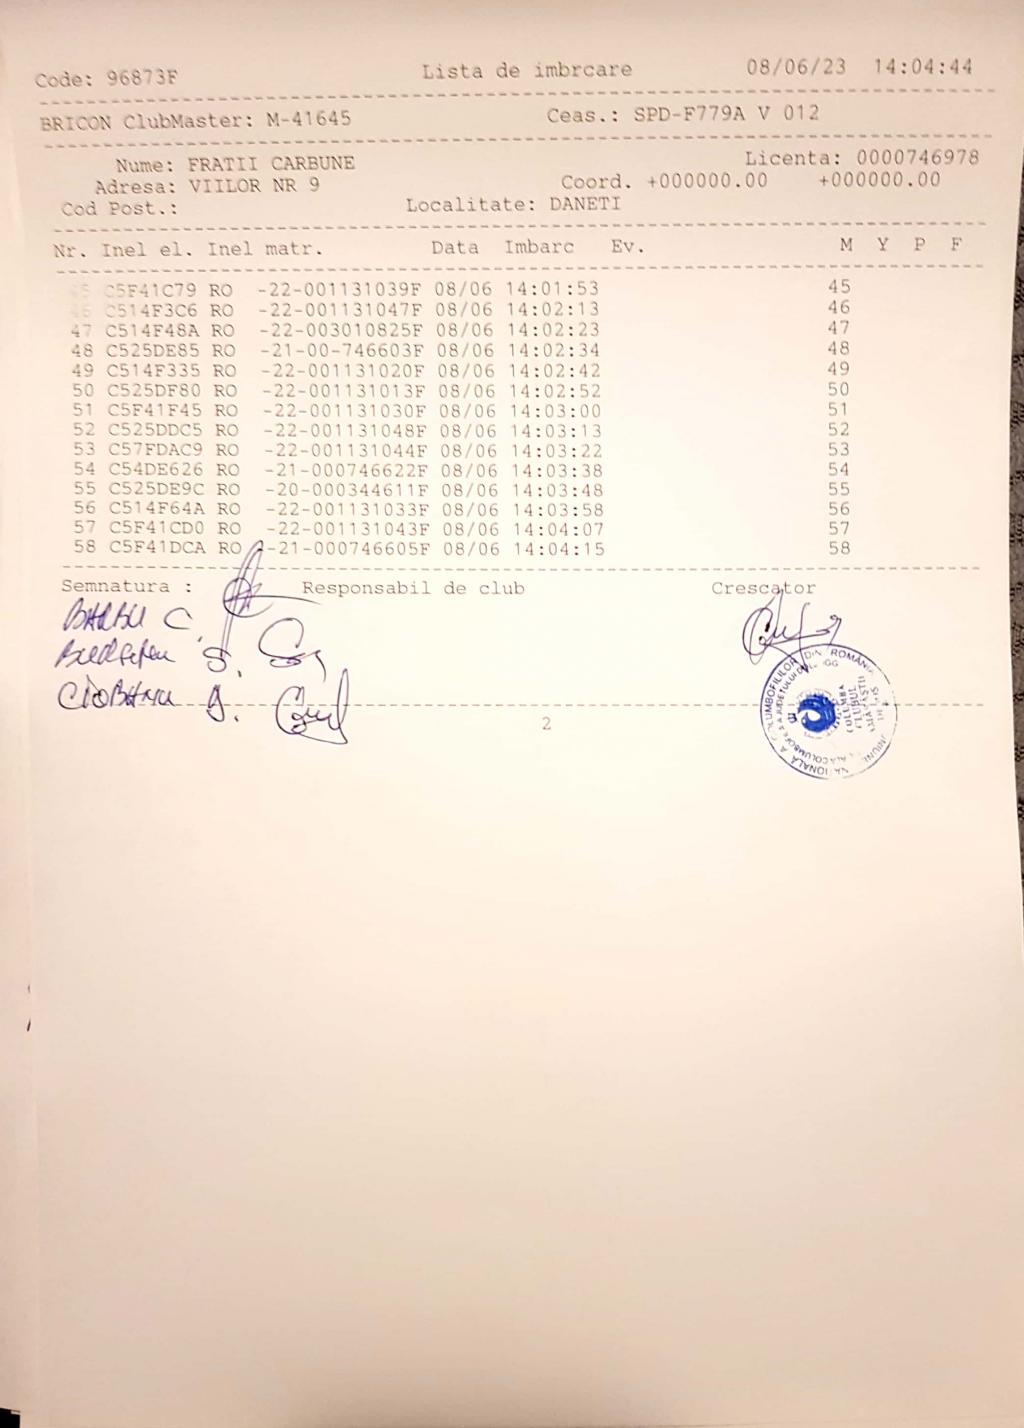 Code: 96873F Lista de imbrcare 08/06/23 14:04:44
BRICON ClubMaster: M-41645 Ceas.: SPD-F779A V 012
Nume: FRATII CARBUNE Licenta: 0000746978
Adresa: VIILOR NR 9 Coord. +000000.00 +000000.00
Cod Post.: Localitate: DANETI
Nr. Inel el. Inel matr. Data Imbarc Ev. M Y P F
45 C5F41C79 RO -22-001131039F 08/06 14:01:53 45
46 C514F3C6 RO -22-001131047F 08/06 14:02:13 46
47 C514F48A RO -22-003010825F 08/06 14:02:23 47
48 C525DE85 RO -21-00-746603F 08/06 14:02:34 48
49 C514F335 RO -22-001131020F 08/06 14:02:42 49
50 C525DF80 RO -22-001131013F 08/06 14:02:52 50
51 C5F41F45 RO -22-001131030F 08/06 14:03:00 51
52 C525DDC5 RO -22-001131048F 08/06 14:03:13 52
53 C57FDAC9 RO -22-001131044F 08/06 14:03:22 53
54 C54DE626 RO -21-000746622F 08/06 14:03:38 54
55 C525DE9C RO -20-000344611F 08/06 14:03:48 55
56 C514F64A RO -22-001131033F 08/06 14:03:58 56
57 C5F41CD0 RO -22-001131043F 08/06 14:04:07 57
58 C5F41DCA RO -21-000746605F 08/06 14:04:15 58
Semnatura : Responsabil de club Crescator
BARBU C.
CIOBANU D.
COLUMBOFILILOR DIN ROMÂNIA
COLUMBA
CLUBUL
2